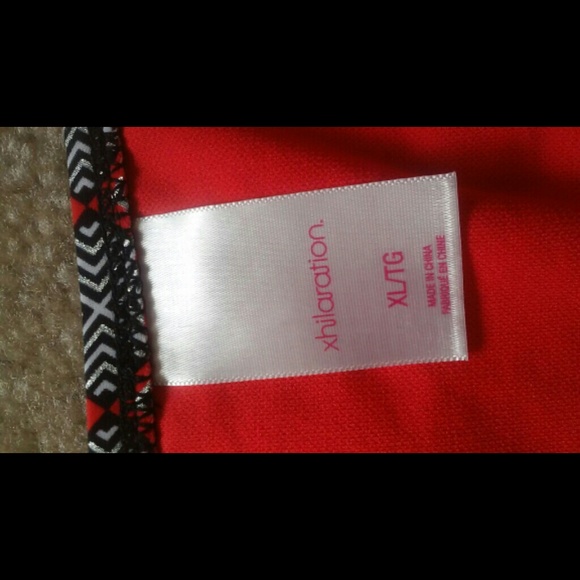 xhilaration.
XL/TG
MADE IN CHINA
FABRIQUÉ EN CHINE